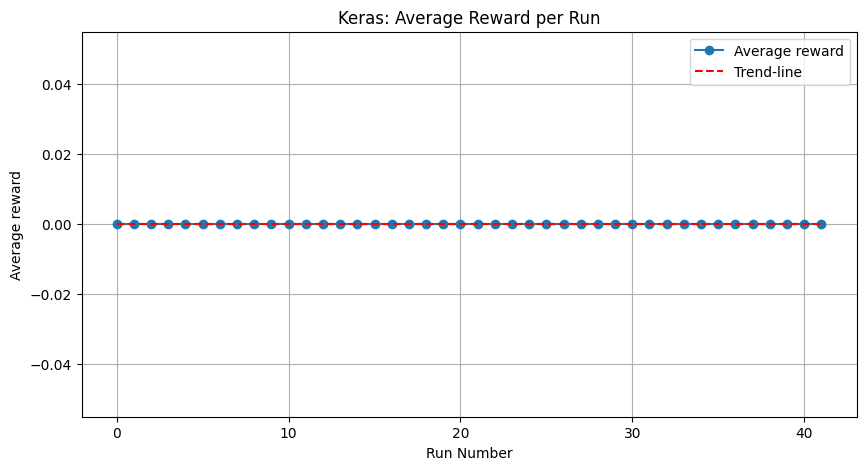 Keras: Average Reward per Run
Average reward
Trend-line
0.04
0.02
0.00
−0.02
−0.04
Average reward
0
10
20
30
40
Run Number